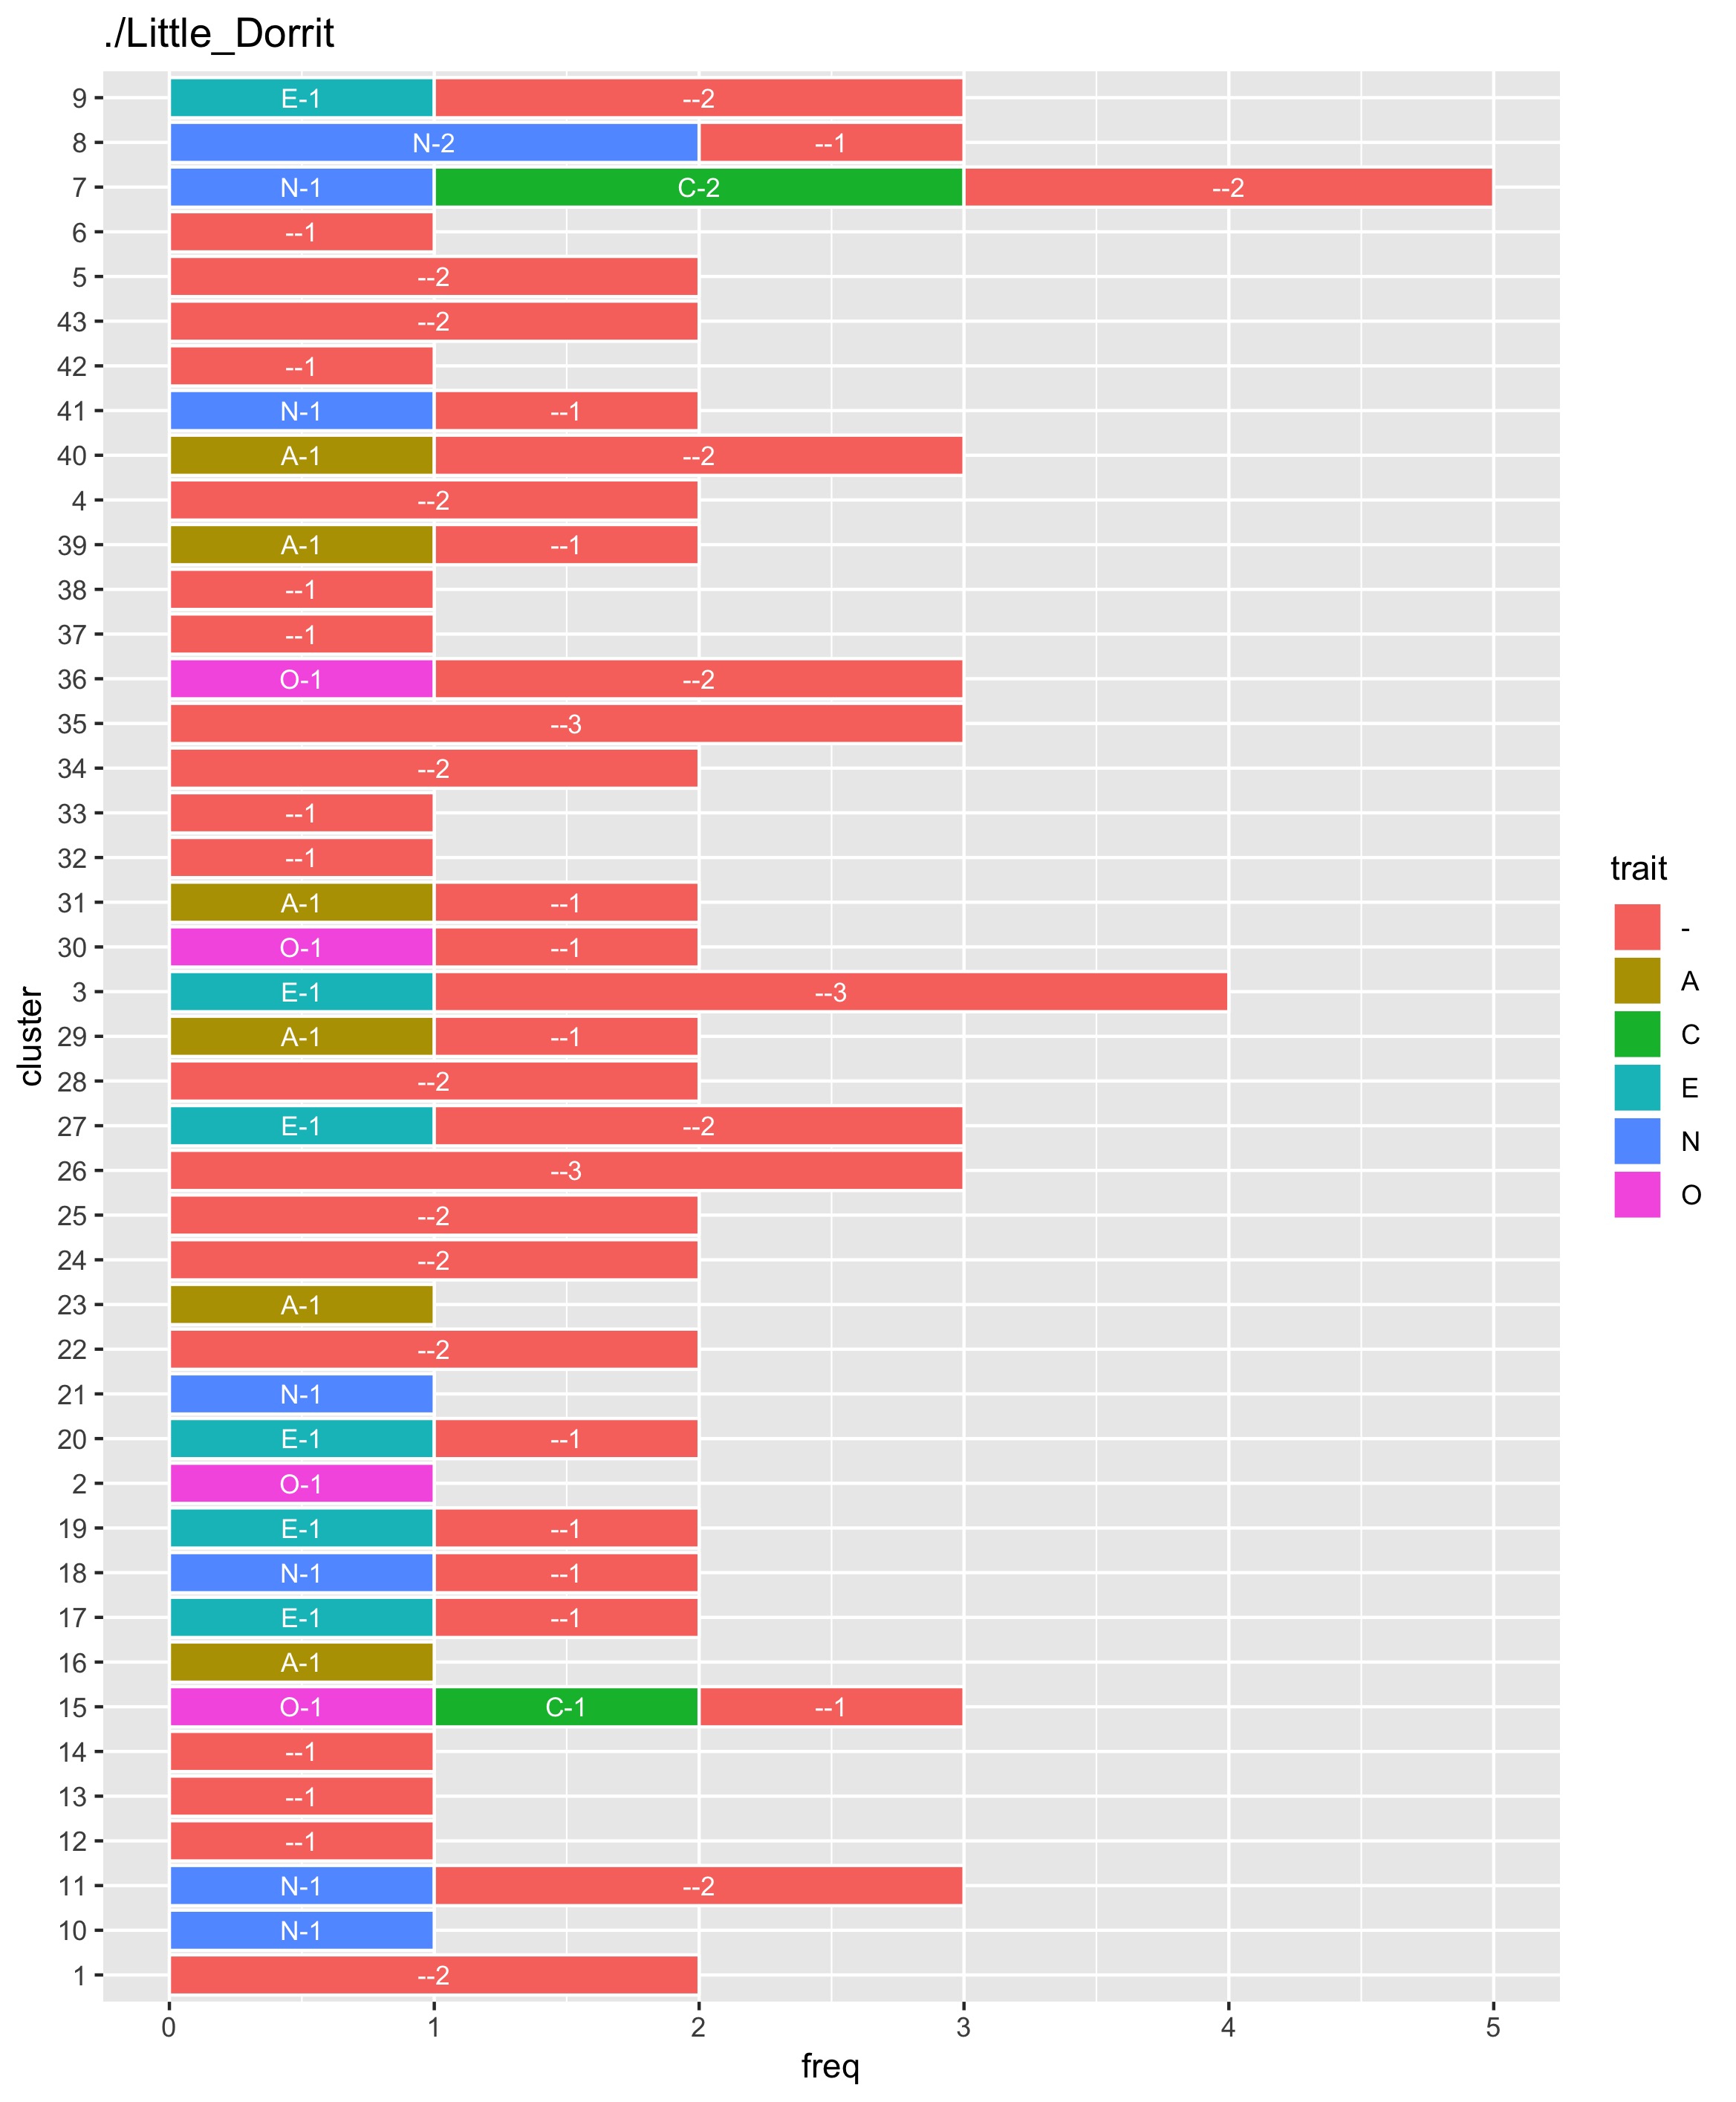 ./Little_Dorrit
9 E-1 --2
8 N-2 --1
7 N-1 C-2 --2
6 --1
5 --2
43 --2
42 --1
41 N-1 --1
40 A-1 --2
4 --2
39 A-1 --1
38 --1
37 --1
36 O-1 --2
35 --3
34 --2
33 --1
32 --1
31 A-1 --1
30 O-1 --1
3 E-1 --3
29 A-1 --1
28 --2
27 E-1 --2
26 --3
25 --2
24 --2
23 A-1
22 --2
21 N-1
20 E-1 --1
2 O-1
19 E-1 --1
18 N-1 --1
17 E-1 --1
16 A-1
15 O-1 C-1 --1
14 --1
13 --1
12 --1
11 N-1 --2
10 N-1
1 --2
0 1 2 3 4 5
freq
cluster
trait
-
A
C
E
N
O